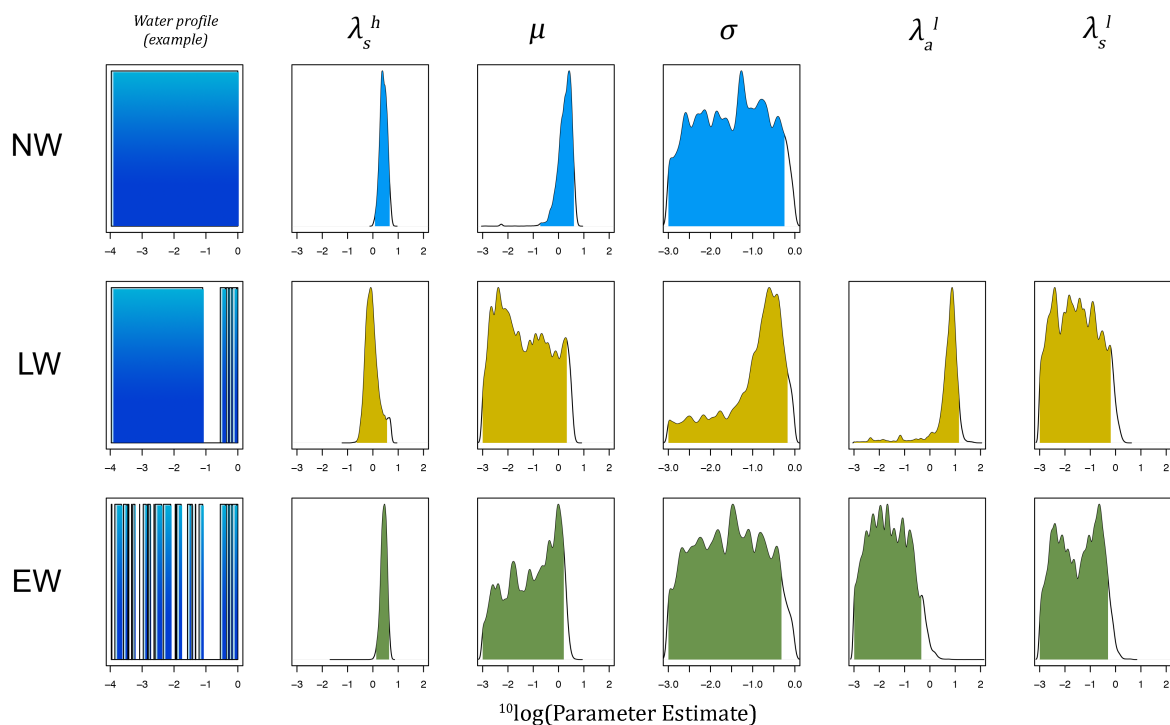 Water profile
(example)
λ_s^h μ σ λ_a^l λ_s^l
NW
−4 −3 −2 −1 0
−3 −2 −1 0 1 2
−3 −2 −1 0 1 2
−3.0 −2.0 −1.0 0.0
LW
−4 −3 −2 −1 0
−3 −2 −1 0 1 2
−3 −2 −1 0 1 2
−3.0 −2.0 −1.0 0.0
−3 −2 −1 0 1 2
−3 −2 −1 0 1 2
EW
−4 −3 −2 −1 0
−3 −2 −1 0 1 2
−3 −2 −1 0 1 2
−3.0 −2.0 −1.0 0.0
−3 −2 −1 0 1 2
−3 −2 −1 0 1 2
¹⁰log(Parameter Estimate)